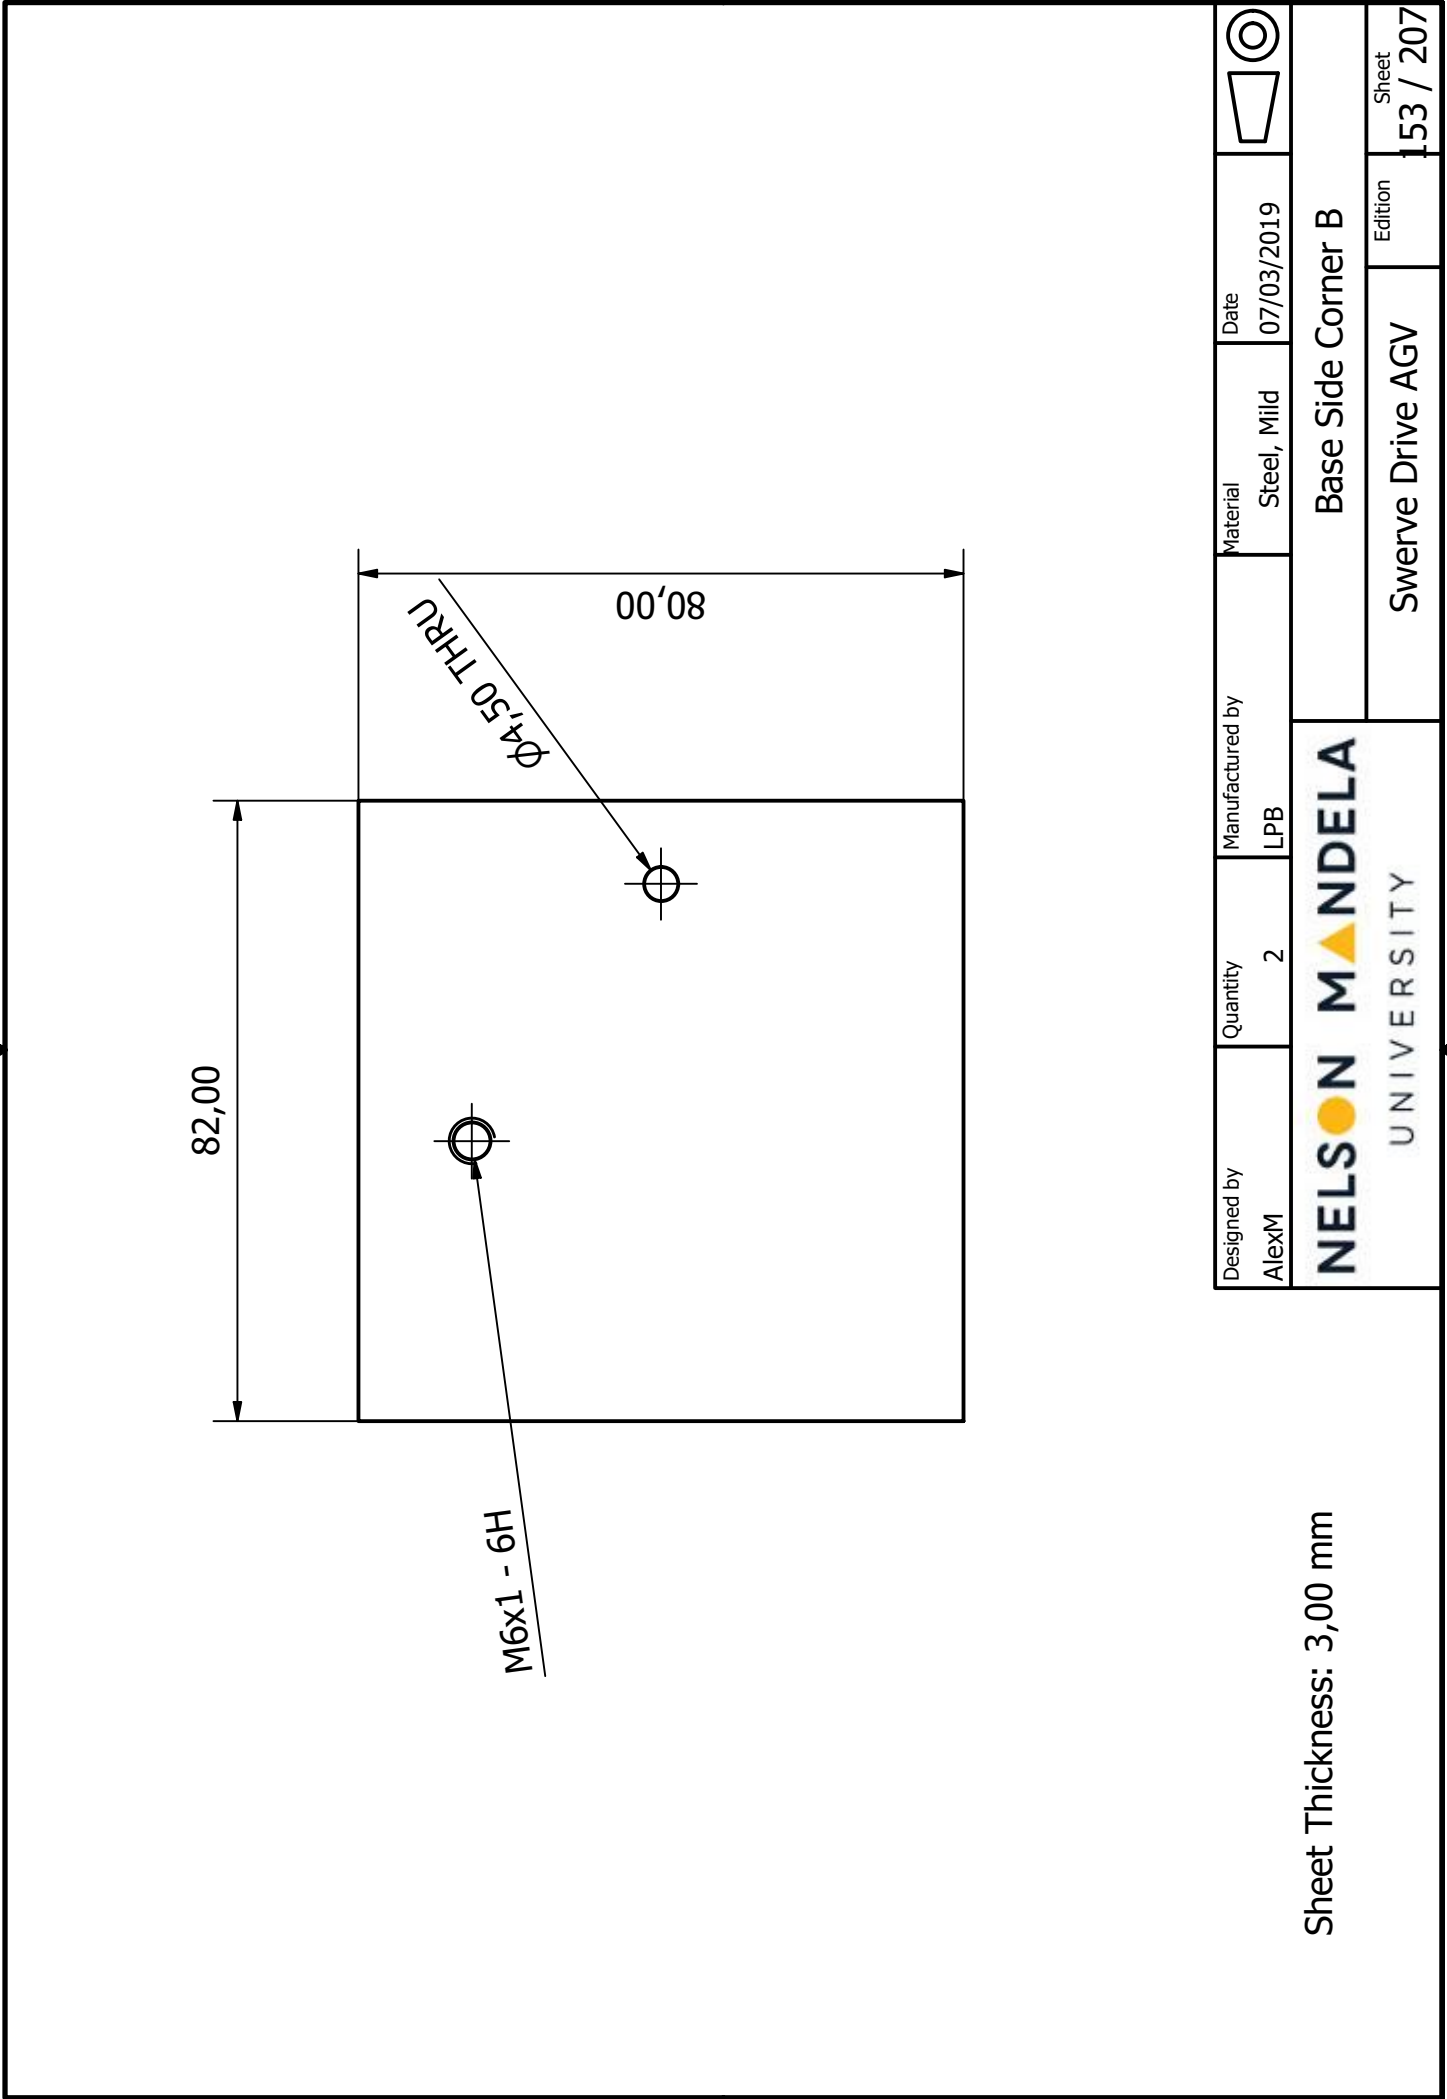 82,00
80,00
Ø4,50 THRU
M6x1 - 6H
Sheet Thickness: 3,00 mm
Designed by
AlexM
Quantity
2
Manufactured by
LPB
Material
Steel, Mild
Date
07/03/2019
NELSON MANDELA
UNIVERSITY
Base Side Corner B
Swerve Drive AGV
Edition
Sheet
153 / 207